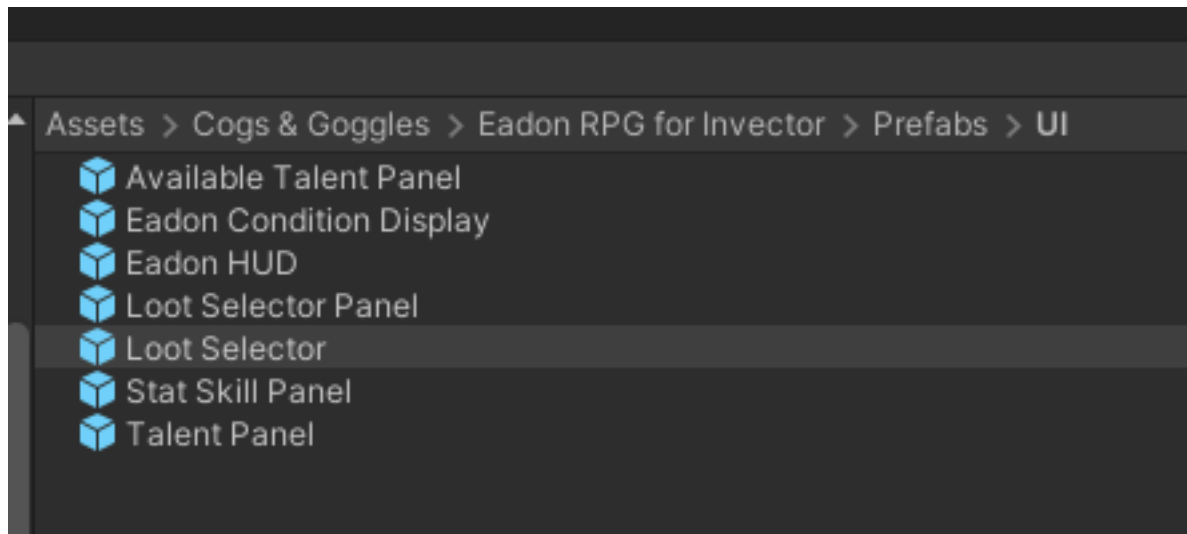 Assets > Cogs & Goggles > Eadon RPG for Invector > Prefabs > UI
Available Talent Panel
Eadon Condition Display
Eadon HUD
Loot Selector Panel
Loot Selector
Stat Skill Panel
Talent Panel